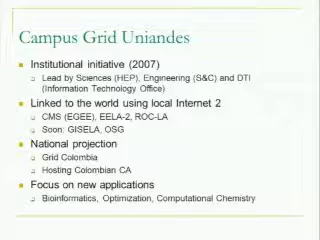 Campus Grid Uniandes
Institutional initiative (2007)
Lead by Sciences (HEP), Engineering (S&C) and DTI
(Information Technology Office)
Linked to the world using local Internet 2
CMS (EGEE), EELA-2, ROC-LA
Soon: GISELA, OSG
National projection
Grid Colombia
Hosting Colombian CA
Focus on new applications
Bioinformatics, Optimization, Computational Chemistry